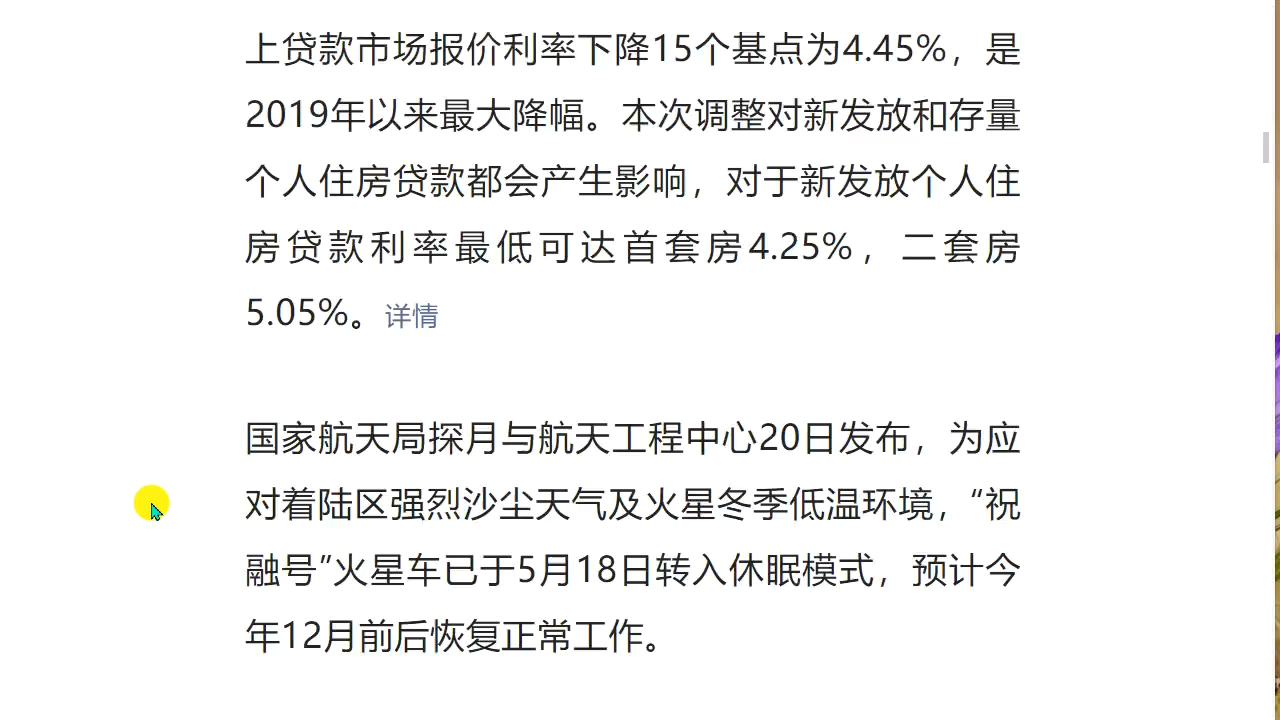 上贷款市场报价利率下降15个基点为4.45%，是
2019年以来最大降幅。本次调整对新发放和存量
个人住房贷款都会产生影响，对于新发放个人住
房贷款利率最低可达首套房4.25%，二套房
5.05%。详情
国家航天局探月与航天工程中心20日发布，为应
对着陆区强烈沙尘天气及火星冬季低温环境，“祝
融号”火星车已于5月18日转入休眠模式，预计今
年12月前后恢复正常工作。